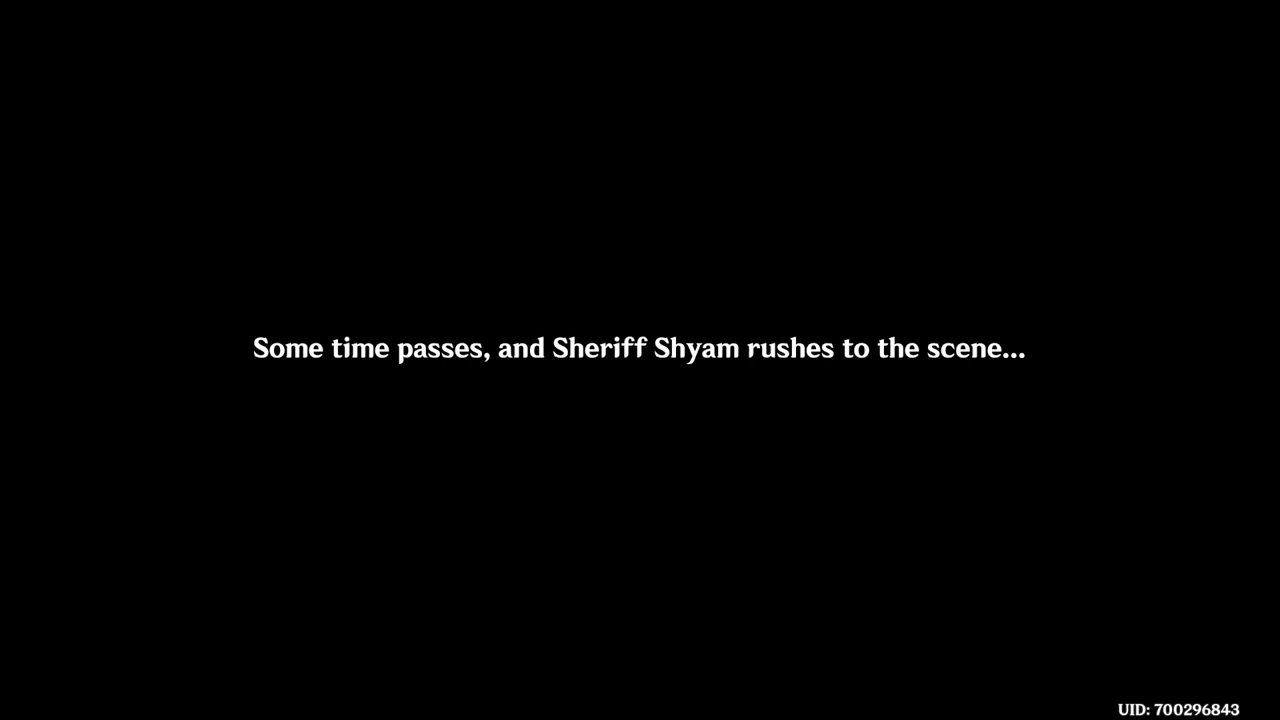 Some time passes, and Sheriff Shyam rushes to the scene...
UID: 700296843